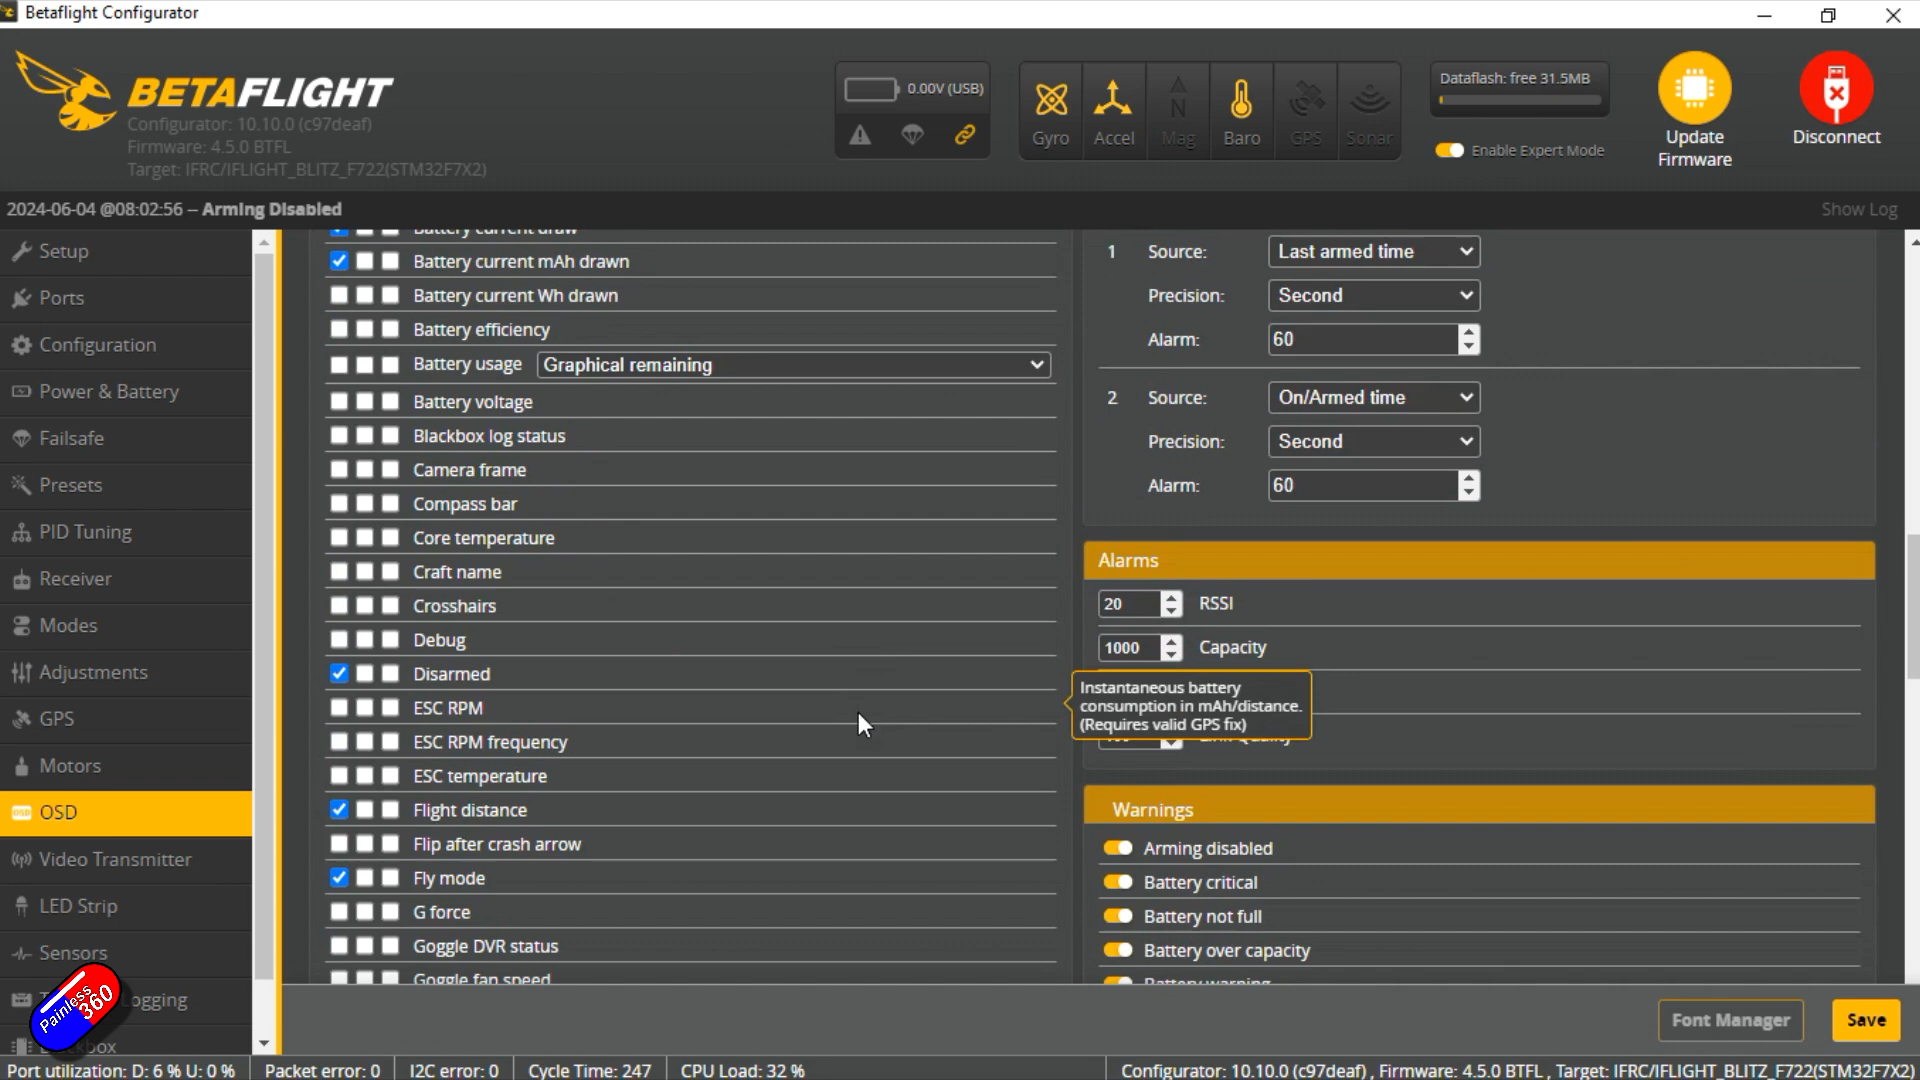 Betaflight Configurator
BETAFLIGHT
Configurator: 10.10.0 (c97deaf)
Firmware: 4.5.0 BTFL
Target: IFRC/IFLIGHT_BLITZ_F722(STM32F7X2)
0.00V (USB)
Gyro
Accel
Mag
Baro
GPS
Sonar
Dataflash: free 31.5MB
Enable Expert Mode
Update
Firmware
Disconnect
2024-06-04 @08:02:56 -- Arming Disabled
Show Log
Setup
Ports
Configuration
Power & Battery
Failsafe
Presets
PID Tuning
Receiver
Modes
Adjustments
GPS
Motors
OSD
Video Transmitter
LED Strip
Sensors
Logging
Painless
360
Battery current draw
Battery current mAh drawn
Battery current Wh drawn
Battery efficiency
Battery usage Graphical remaining
Battery voltage
Blackbox log status
Camera frame
Compass bar
Core temperature
Craft name
Crosshairs
Debug
Disarmed
ESC RPM
ESC RPM frequency
ESC temperature
Flight distance
Flip after crash arrow
Fly mode
G force
Goggle DVR status
Goggle fan speed
1 Source: Last armed time
Precision: Second
Alarm: 60
2 Source: On/Armed time
Precision: Second
Alarm: 60
Alarms
20 RSSI
1000 Capacity
Instantaneous battery
consumption in mAh/distance.
(Requires valid GPS fix)
Link Quality
Warnings
Arming disabled
Battery critical
Battery not full
Battery over capacity
Battery warning
Font Manager
Save
Port utilization: D: 6 % U: 0 %
Packet error: 0
I2C error: 0
Cycle Time: 247
CPU Load: 32 %
Configurator: 10.10.0 (c97deaf) , Firmware: 4.5.0 BTFL , Target: IFRC/IFLIGHT_BLITZ_F722(STM32F7X2)